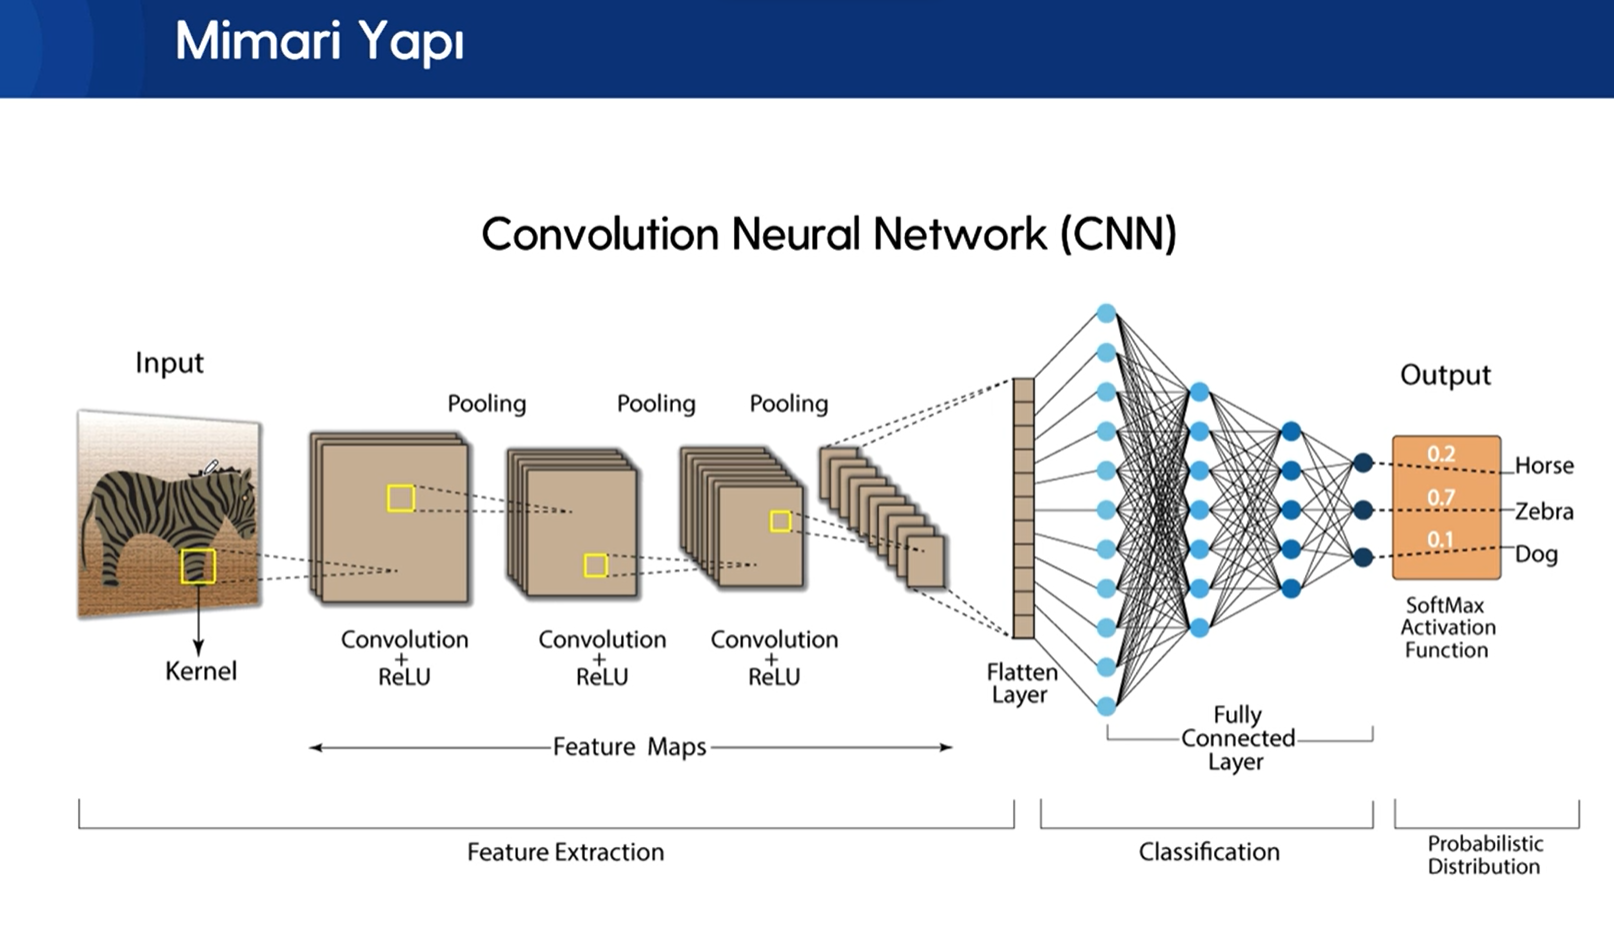 Mimari Yapı
Convolution Neural Network (CNN)
Input
Kernel
Pooling
Pooling
Pooling
Convolution
+
ReLU
Convolution
+
ReLU
Convolution
+
ReLU
Feature Maps
Flatten
Layer
Fully
Connected
Layer
Output
0.2
Horse
0.7
Zebra
0.1
Dog
SoftMax
Activation
Function
Feature Extraction
Classification
Probabilistic
Distribution